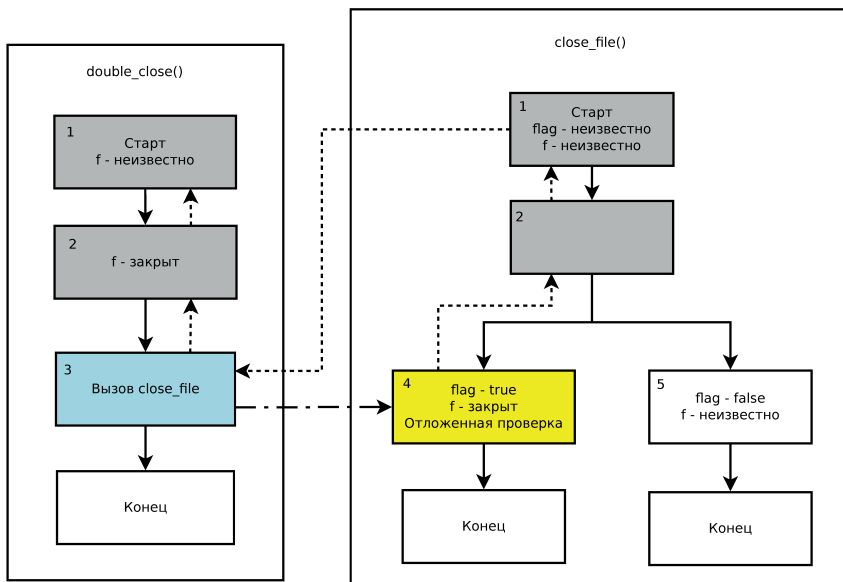 double_close()
1
Старт
f - неизвестно
2
f - закрыт
3
Вызов close_file
Конец
close_file()
1
Старт
flag - неизвестно
f - неизвестно
2
4
flag - true
f - закрыт
Отложенная проверка
5
flag - false
f - неизвестно
Конец
Конец